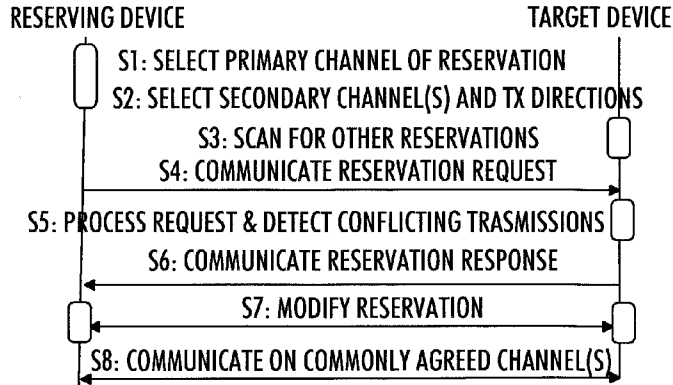 RESERVING DEVICE TARGET DEVICE
S1: SELECT PRIMARY CHANNEL OF RESERVATION
S2: SELECT SECONDARY CHANNEL(S) AND TX DIRECTIONS
S3: SCAN FOR OTHER RESERVATIONS
S4: COMMUNICATE RESERVATION REQUEST
S5: PROCESS REQUEST & DETECT CONFLICTING TRASMISSIONS
S6: COMMUNICATE RESERVATION RESPONSE
S7: MODIFY RESERVATION
S8: COMMUNICATE ON COMMONLY AGREED CHANNEL(S)